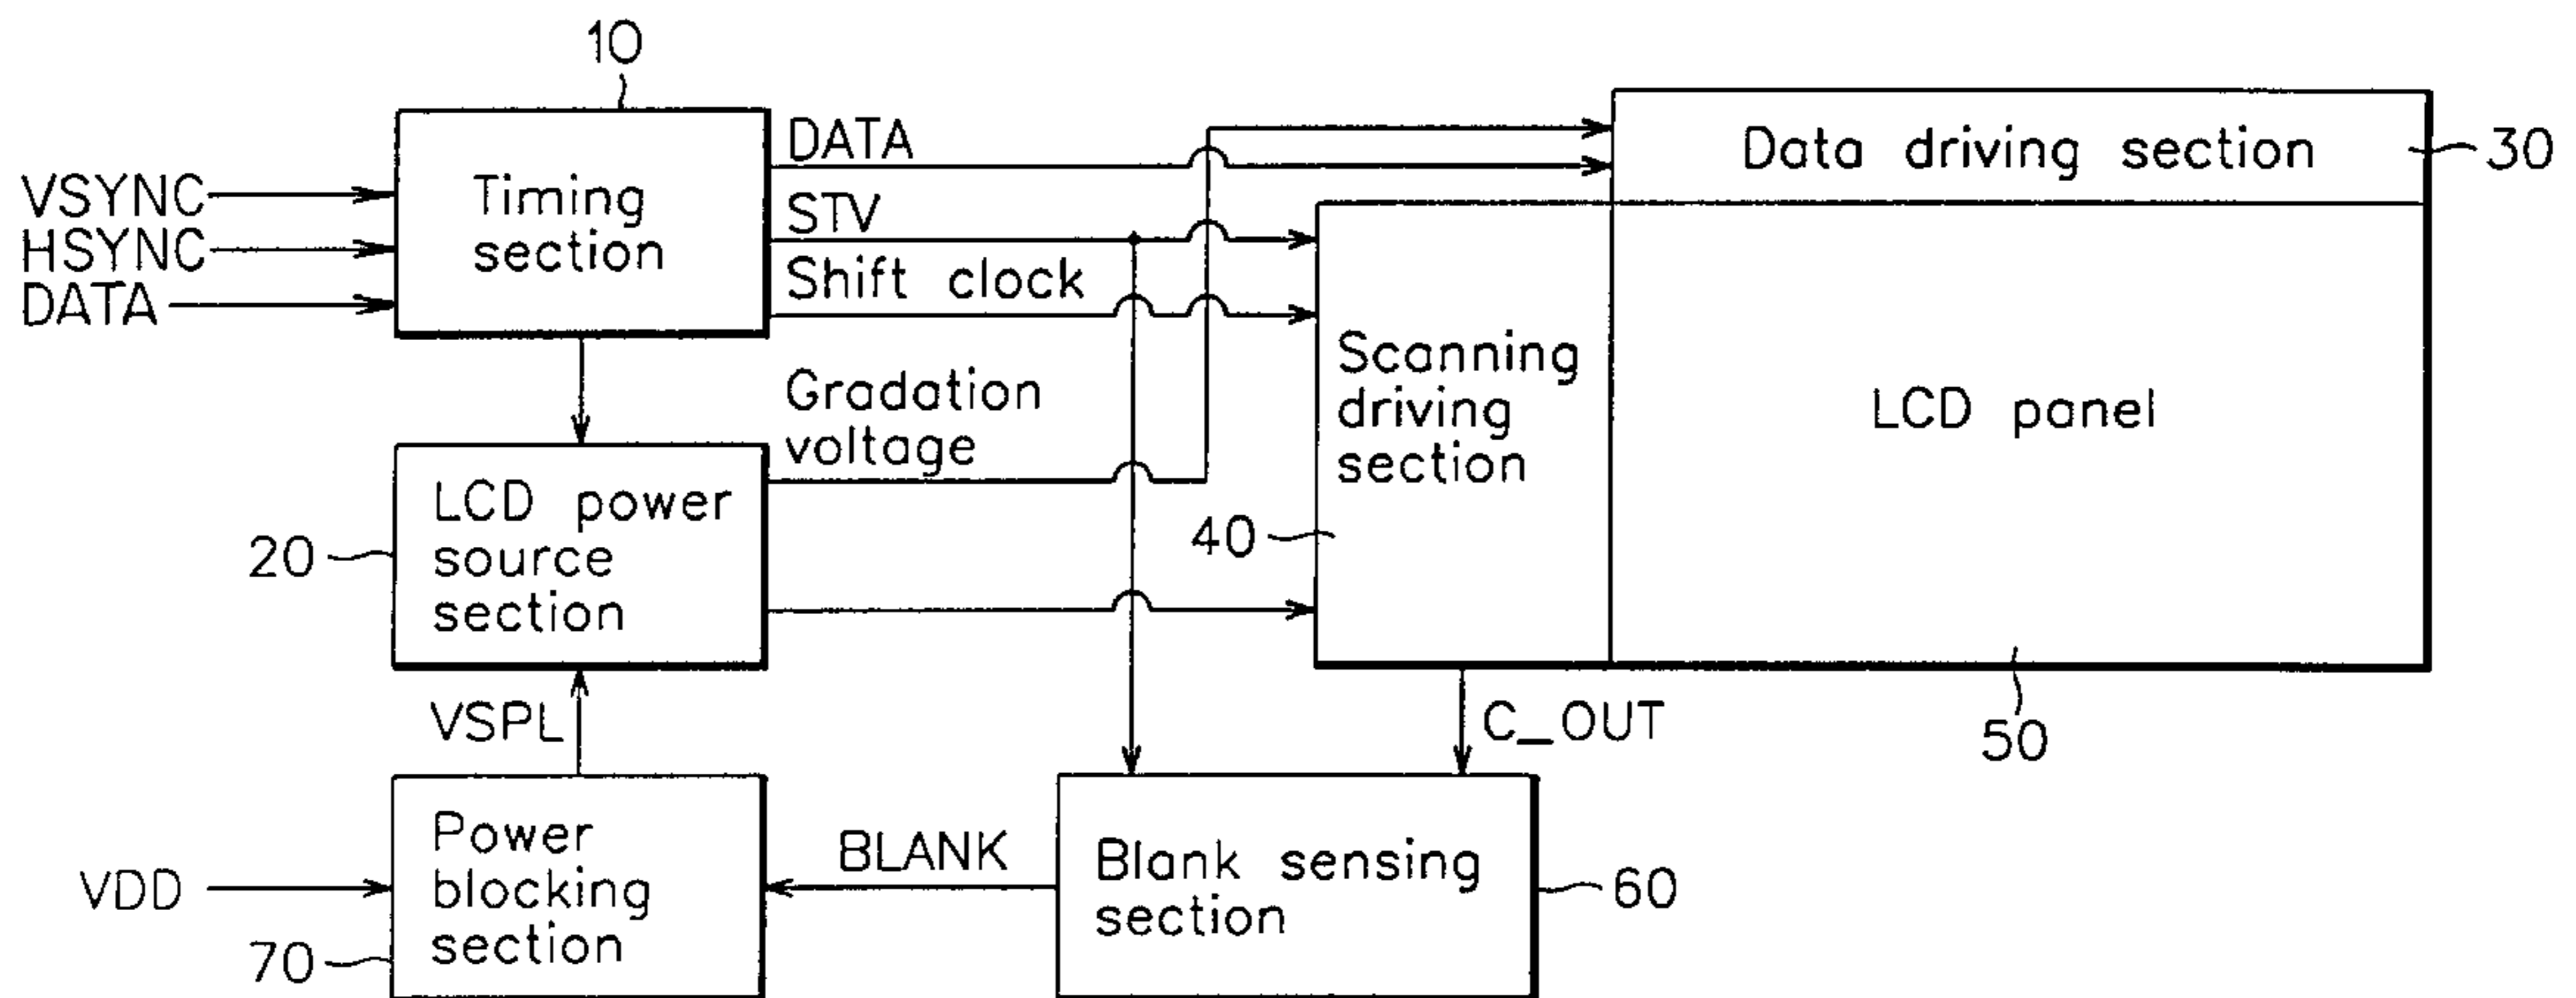 10
VSYNC
HSYNC
DATA
Timing
section
DATA
STV
Shift clock
Data driving section
30
Gradation
voltage
Scanning
driving
section
40
LCD panel
50
20
LCD power
source
section
VSPL
C_OUT
VDD
Power
blocking
section
70
BLANK
Blank sensing
section
60